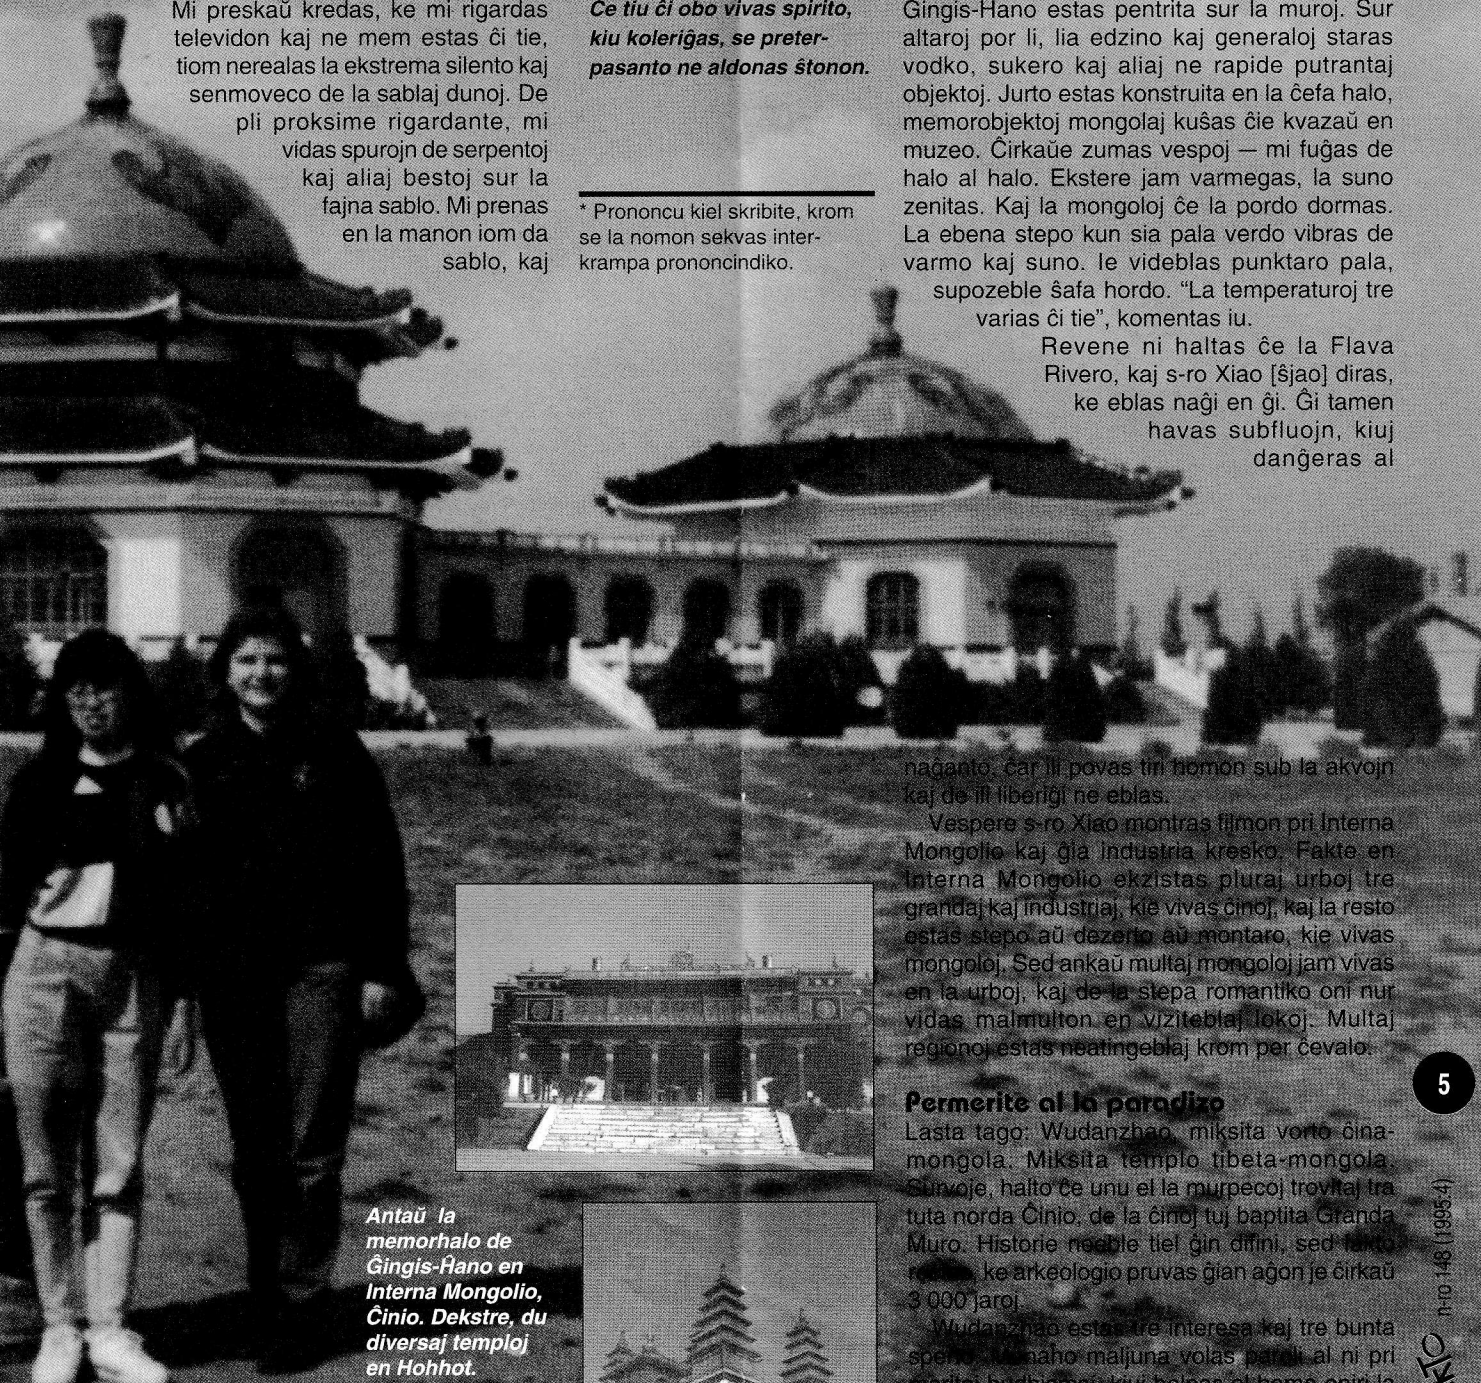 Mi preskaŭ kredas, ke mi rigardas
televidon kaj ne mem estas ĉi tie,
tiom nerealas la ekstrema silento kaj
senmoveco de la sablaj dunoj. De
pli proksime rigardante, mi
vidas spurojn de serpentoj
kaj aliaj bestoj sur la
fajna sablo. Mi prenas
en la manon iom da
sablo, kaj
Ĉe tiu ĉi obo vivas spirito,
kiu koleriĝas, se preter-
pasanto ne aldonas ŝtonon.
* Prononcu kiel skribite, krom
se la nomon sekvas inter-
krampa prononcindiko.
Ĝingis-Ĥano estas pentrita sur la muroj. Sur
altaroj por li, lia edzino kaj generaloj staras
vodko, sukero kaj aliaj ne rapide putrantaj
objektoj. Jurto estas konstruita en la ĉefa halo,
memorobjektoj mongolaj kuŝas ĉie kvazaŭ en
muzeo. Ĉirkaŭe zumas vespoj — mi fuĝas de
halo al halo. Ekstere jam varmegas, la suno
zenitas. Kaj la mongoloj ĉe la pordo dormas.
La ebena stepo kun sia pala verdo vibras de
varmo kaj suno. Ie videblas punktaro pala,
supozeble ŝafa hordo. “La temperaturoj tre
varias ĉi tie”, komentas iu.
Revene ni haltas ĉe la Flava
Rivero, kaj s-ro Xiao [ŝjao] diras,
ke eblas naĝi en ĝi. Ĝi tamen
havas subfluojn, kiuj
danĝeras al
naĝanto, ĉar ili povas tiri homon sub la akvojn
kaj de ili liberiĝi ne eblas.
Vespere s-ro Xiao montras filmon pri Interna
Mongolio kaj ĝia industria kresko. Fakte en
Interna Mongolio ekzistas pluraj urboj tre
grandaj kaj industriaj, kie vivas ĉinoj, kaj la resto
estas stepo aŭ dezerto aŭ montaro, kie vivas
mongoloj. Sed ankaŭ multaj mongoloj jam vivas
en la urboj, kaj de la stepa romantiko oni nur
vidas malmulton en viziteblaj lokoj. Multaj
regionoj estas neatingeblaj krom per ĉevalo.
Permerite al la paradizo
Lasta tago: Wudanzhao, miksita vorto ĉina-
mongola. Miksita templo tibeta-mongola.
Survoje, halto ĉe unu el la murpecoj trovitaj tra
tuta norda Ĉinio, de la ĉinoj tuj baptita Granda
Muro. Historie neeble tiel ĝin difini, sed fakto
ke arkeologio pruvas ĝian aĝon je ĉirkaŭ
3 000 jaroj.
Wudanzhao estas tre interesa kaj tre bunta
maljuna volas paroli al ni pri
Antaŭ la
memorhalo de
Ĝingis-Ĥano en
Interna Mongolio,
Ĉinio. Dekstre, du
diversaj temploj
en Hohhot.
5
n-ro 148 (1995:4)